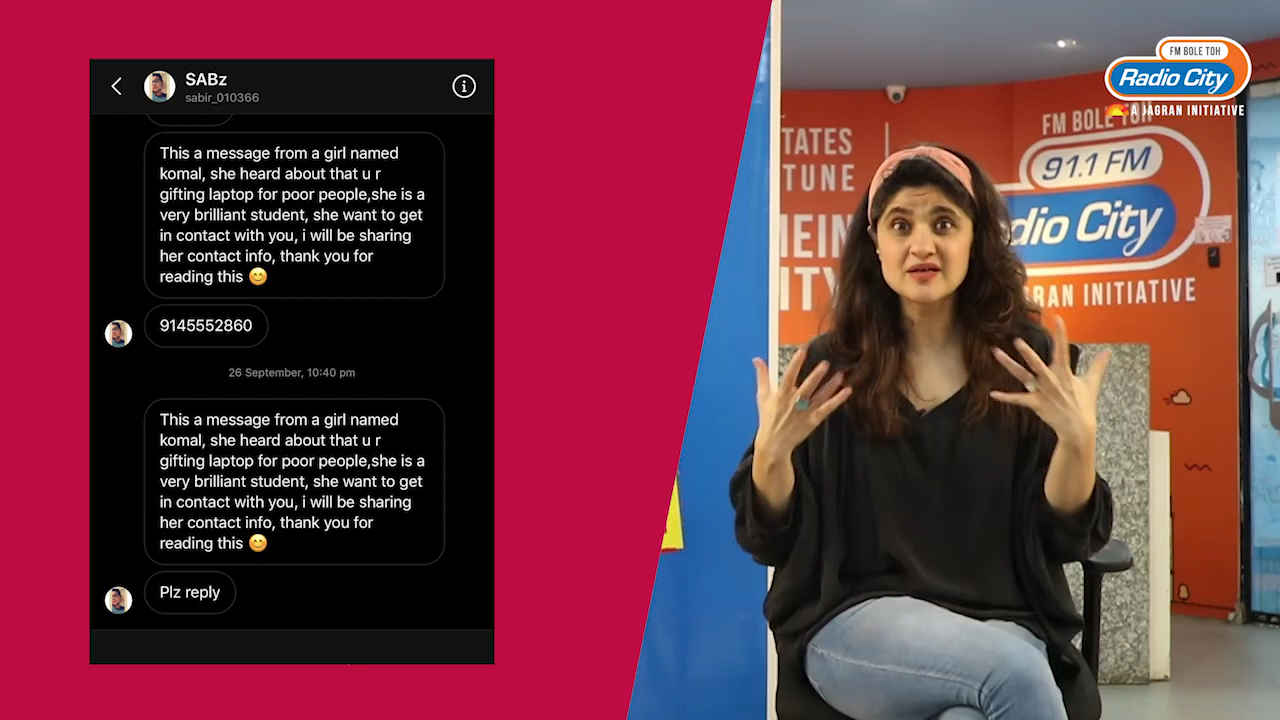 SABz
sabir_010366
This a message from a girl named
komal, she heard about that u r
gifting laptop for poor people,she is a
very brilliant student, she want to get
in contact with you, i will be sharing
her contact info, thank you for
reading this 😊
9145552860
26 September, 10:40 pm
This a message from a girl named
komal, she heard about that u r
gifting laptop for poor people,she is a
very brilliant student, she want to get
in contact with you, i will be sharing
her contact info, thank you for
reading this 😊
Plz reply
FM BOLE TOH
Radio City
A JAGRAN INITIATIVE
TATES
TUNE
MEIN
ITY
FM BOLE TOH
91.1 FM
dio City
RAN INITIATIVE